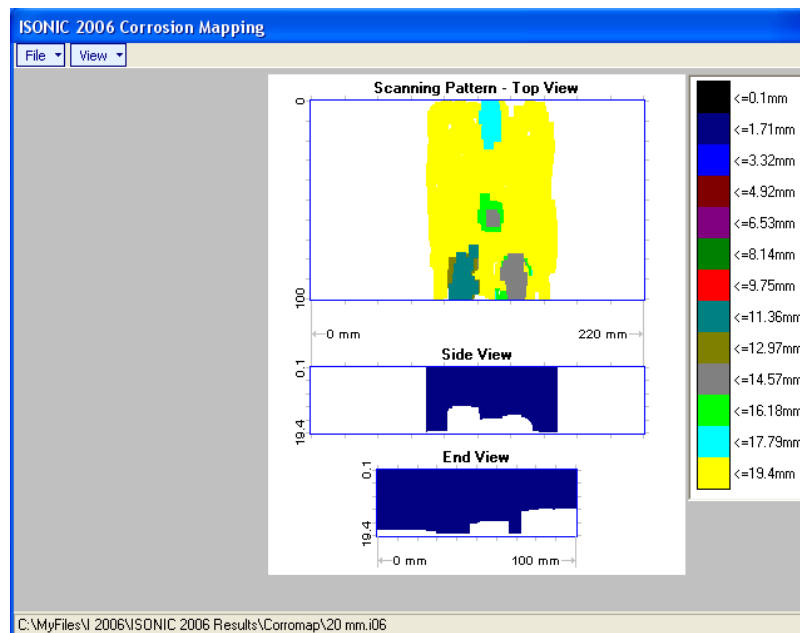 ISONIC 2006 Corrosion Mapping
File View
Scanning Pattern - Top View
0
100
0 mm 220 mm
Side View
0.1
19.4
End View
0.1
19.4
0 mm 100 mm
<=0.1mm
<=1.71mm
<=3.32mm
<=4.92mm
<=6.53mm
<=8.14mm
<=9.75mm
<=11.36mm
<=12.97mm
<=14.57mm
<=16.18mm
<=17.79mm
<=19.4mm
C:\MyFiles\I 2006\ISONIC 2006 Results\Corromap\20 mm.i06